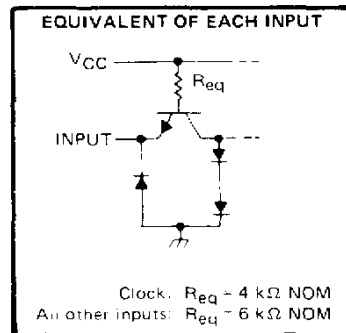 EQUIVALENT OF EACH INPUT
VCC
Req
INPUT
Clock: Req = 4 kΩ NOM
All other inputs: Req = 6 kΩ NOM